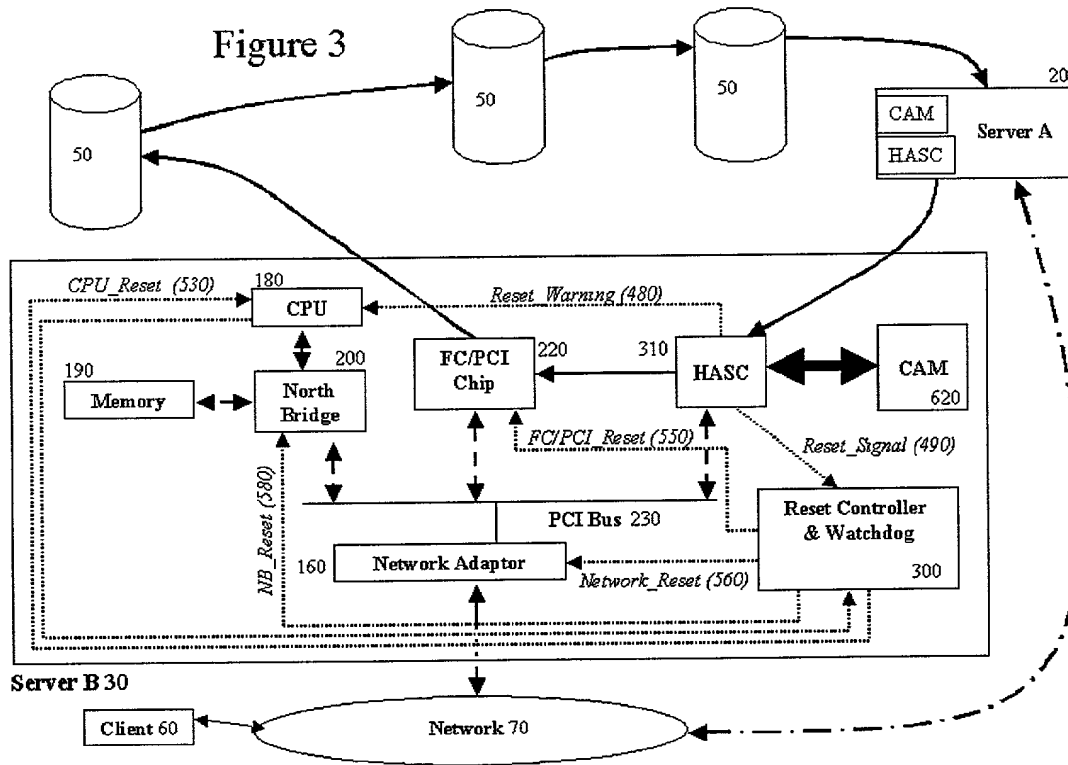 Figure 3
50
50
50
20
CAM
Server A
HASC
CPU_Reset (530)
180
CPU
Reset_Warning (480)
190
Memory
200
North
Bridge
FC/PCI
Chip
220
310
HASC
CAM
620
FC/PCI_Reset (550)
Reset_Signal (490)
NB_Reset (580)
PCI Bus 230
Reset Controller
& Watchdog
300
160
Network Adaptor
Network_Reset (560)
Server B 30
Client 60
Network 70